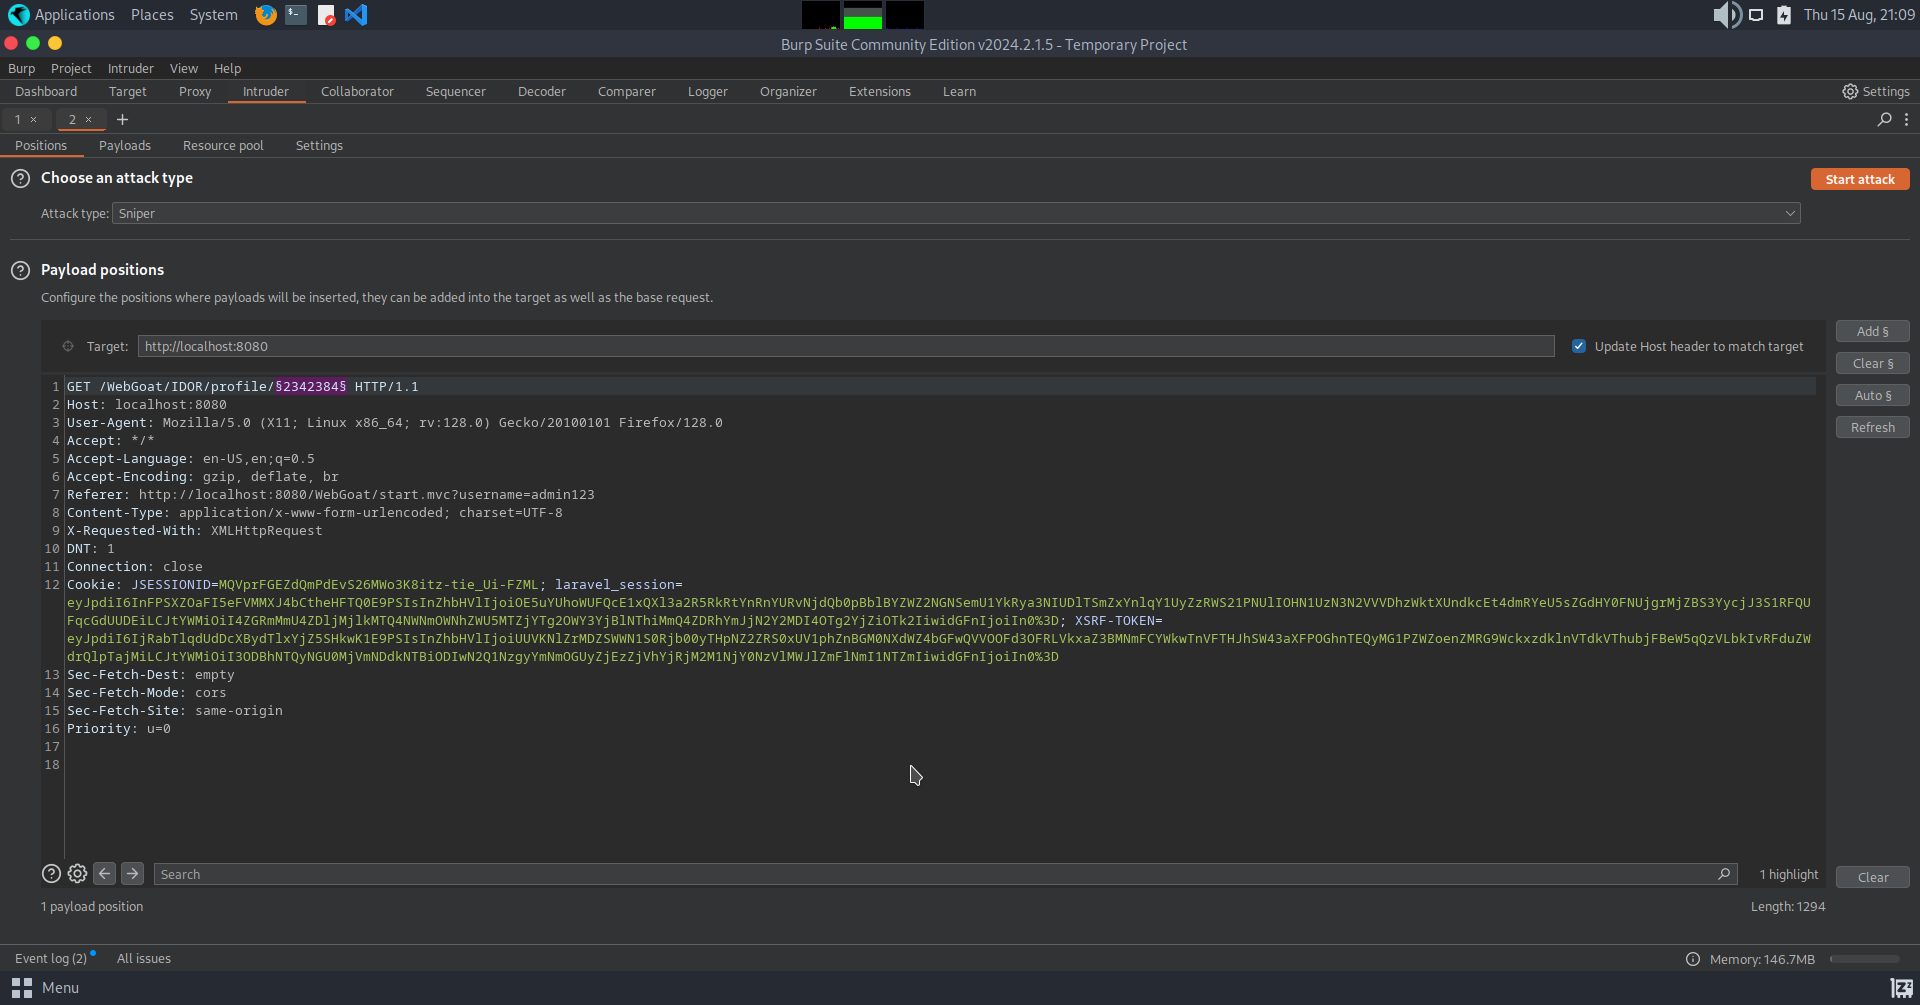 Applications Places System Thu 15 Aug, 21:09
Burp Suite Community Edition v2024.2.1.5 - Temporary Project
Burp Project Intruder View Help
Dashboard Target Proxy Intruder Collaborator Sequencer Decoder Comparer Logger Organizer Extensions Learn Settings
1 × 2 × +
Positions Payloads Resource pool Settings
Choose an attack type Start attack
Attack type: Sniper
Payload positions
Configure the positions where payloads will be inserted, they can be added into the target as well as the base request.
Target: http://localhost:8080 Update Host header to match target
Add §
Clear §
Auto §
Refresh
1 GET /WebGoat/IDOR/profile/§2342384§ HTTP/1.1
2 Host: localhost:8080
3 User-Agent: Mozilla/5.0 (X11; Linux x86_64; rv:128.0) Gecko/20100101 Firefox/128.0
4 Accept: */*
5 Accept-Language: en-US,en;q=0.5
6 Accept-Encoding: gzip, deflate, br
7 Referer: http://localhost:8080/WebGoat/start.mvc?username=admin123
8 Content-Type: application/x-www-form-urlencoded; charset=UTF-8
9 X-Requested-With: XMLHttpRequest
10 DNT: 1
11 Connection: close
12 Cookie: JSESSIONID=MQVprFGEZdQmPdEvS26MWo3K8itz-tie_Ui-FZML; laravel_session=
XSRF-TOKEN=
13 Sec-Fetch-Dest: empty
14 Sec-Fetch-Mode: cors
15 Sec-Fetch-Site: same-origin
16 Priority: u=0
17
18
Search 1 highlight Clear
1 payload position Length: 1294
Event log (2) All issues Memory: 146.7MB
Menu